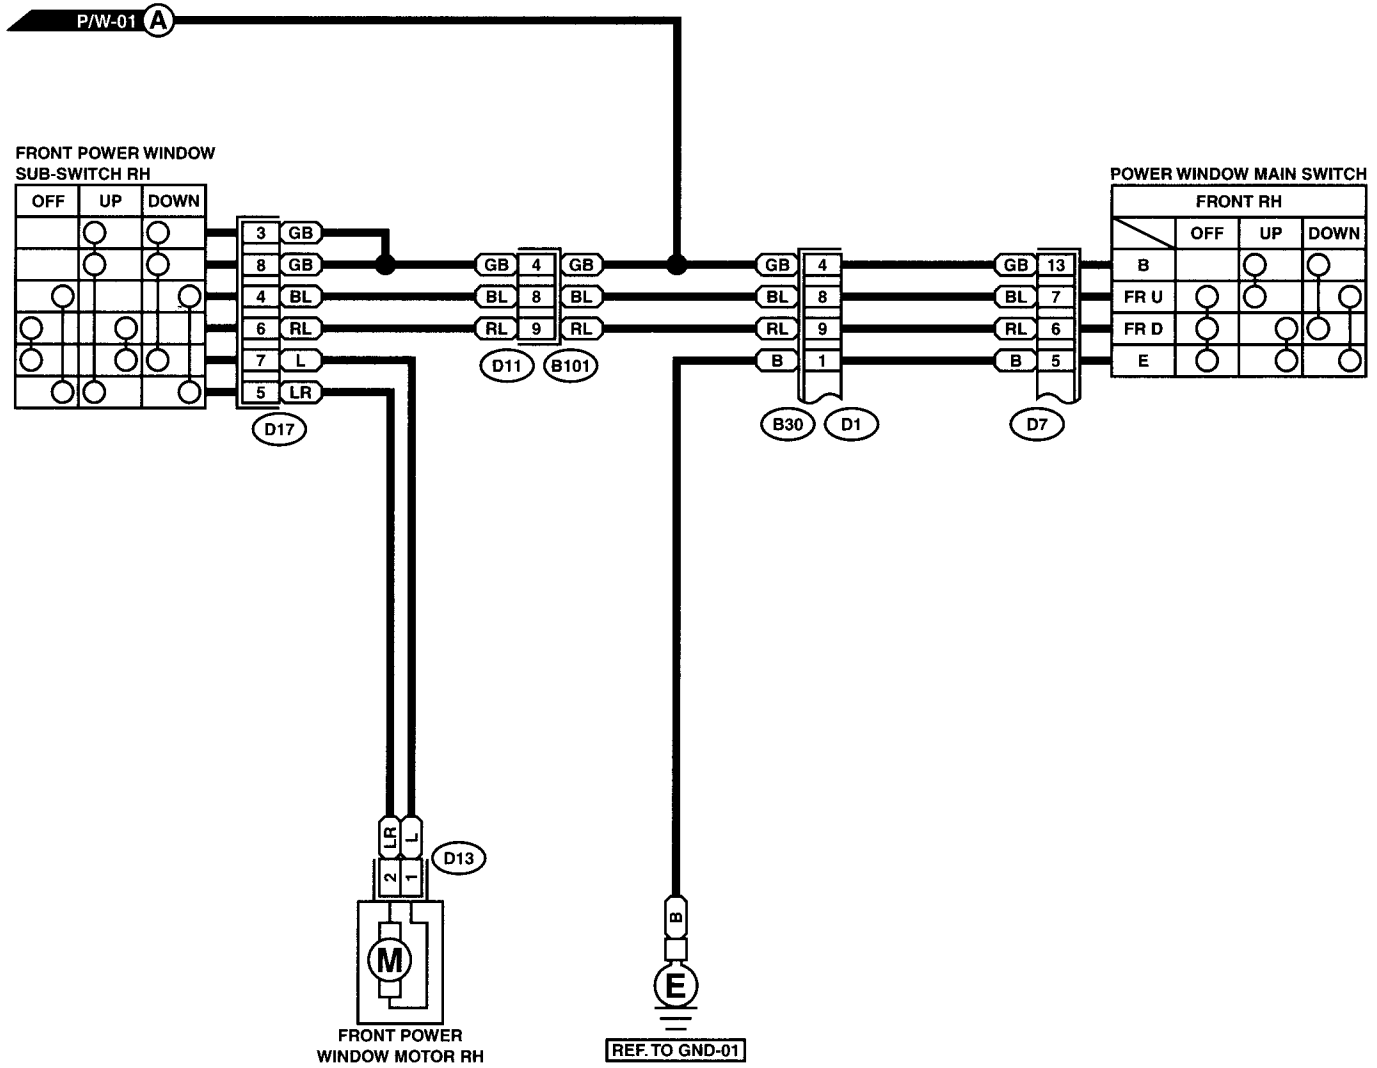 P/W-01 A
FRONT POWER WINDOW
SUB-SWITCH RH
OFF UP DOWN
POWER WINDOW MAIN SWITCH
FRONT RH
OFF UP DOWN
3 GB
8 GB GB 4 GB GB 4 GB 13 B
4 BL BL 8 BL BL 8 BL 7 FR U
6 RL RL 9 RL RL 9 RL 6 FR D
7 L B 1 B 5 E
5 LR
D11 B101
D17
B30 D1
D7
LR L
2 1
D13
M
FRONT POWER
WINDOW MOTOR RH
B
E
REF. TO GND-01